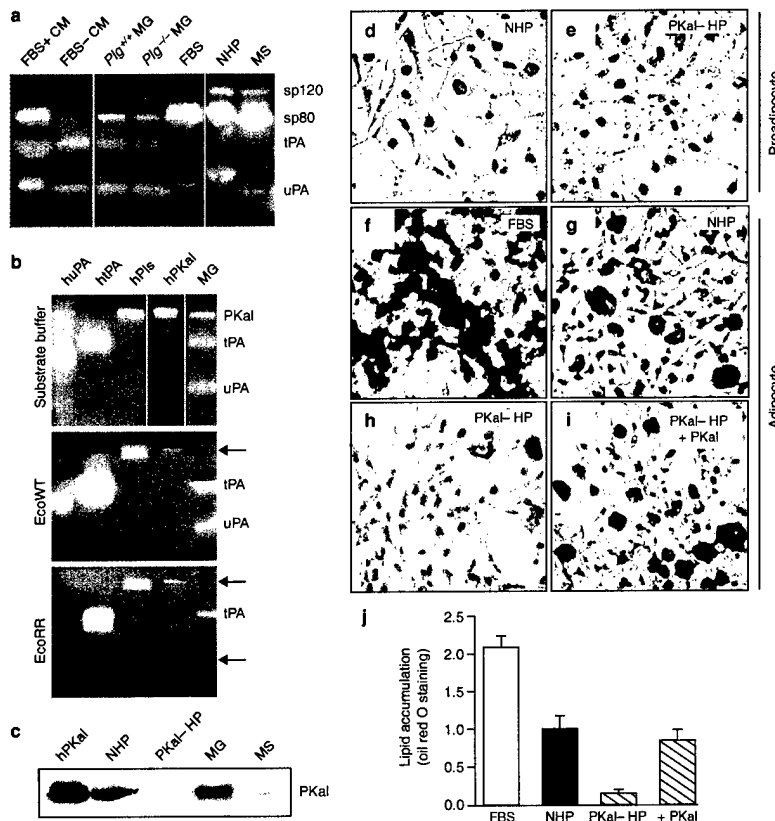 a
FBS+ CM
FBS– CM
Plg+/+ MG
Plg–/– MG
FBS
NHP
MS
sp120
sp80
tPA
uPA
b
huPA
htPA
hPls
hPKal
MG
Substrate buffer
PKal
tPA
uPA
EcoWT
tPA
uPA
EcoRR
tPA
c
hPKal
NHP
PKal– HP
MG
MS
PKal
d
NHP
e
PKal– HP
Preadipocyte
f
FBS
g
NHP
h
PKal– HP
i
PKal– HP
+ PKal
Adipocyte
j
Lipid accumulation
(oil red O staining)
2.5
2.0
1.5
1.0
0.5
0.0
FBS
NHP
PKal– HP
+ PKal